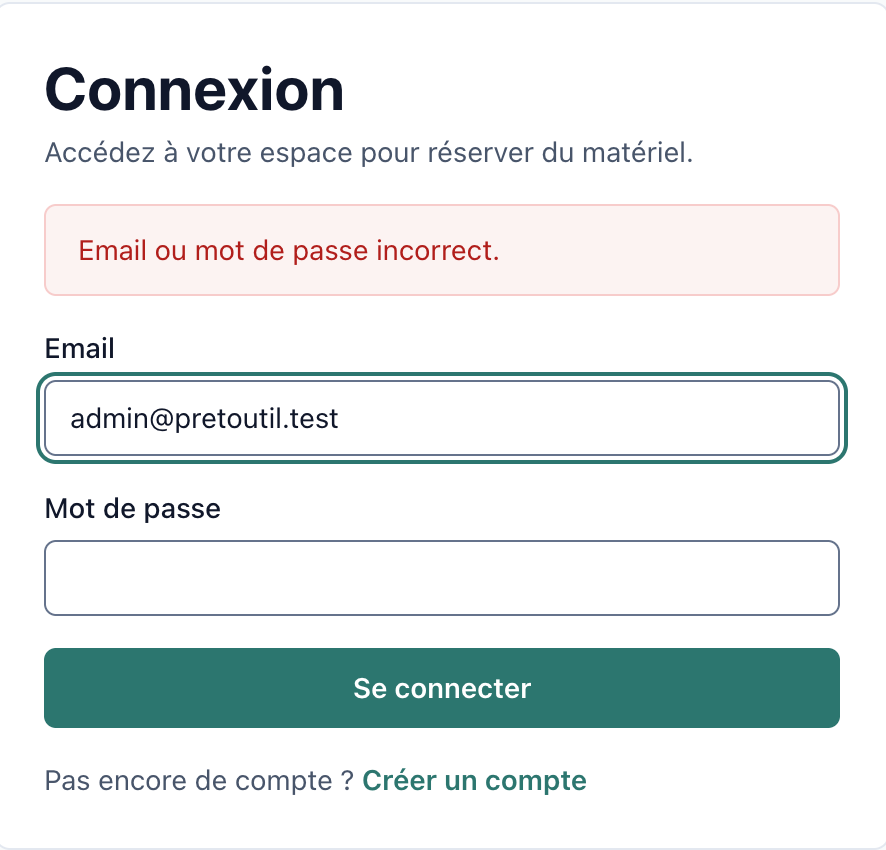 Connexion
Accédez à votre espace pour réserver du matériel.
Email ou mot de passe incorrect.
Email
admin@pretoutil.test
Mot de passe
Se connecter
Pas encore de compte ? Créer un compte